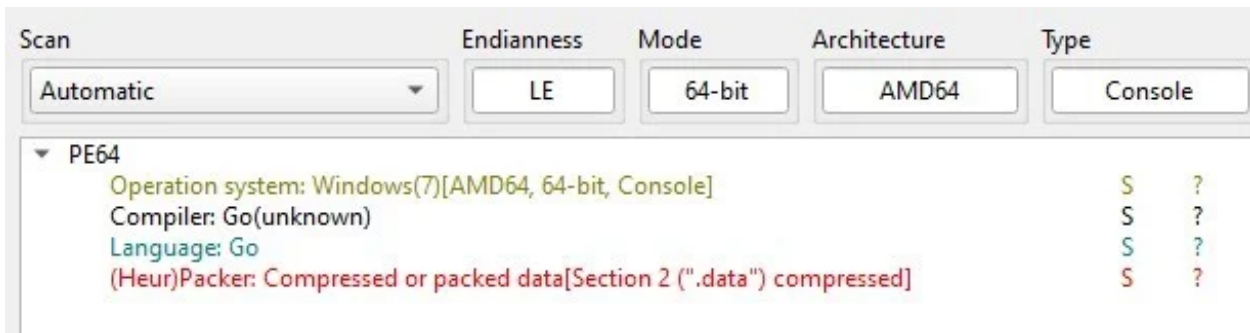 Scan Endianness Mode Architecture Type
Automatic LE 64-bit AMD64 Console
PE64
Operation system: Windows(7)[AMD64, 64-bit, Console] S ?
Compiler: Go(unknown) S ?
Language: Go S ?
(Heur)Packer: Compressed or packed data[Section 2 (".data") compressed] S ?